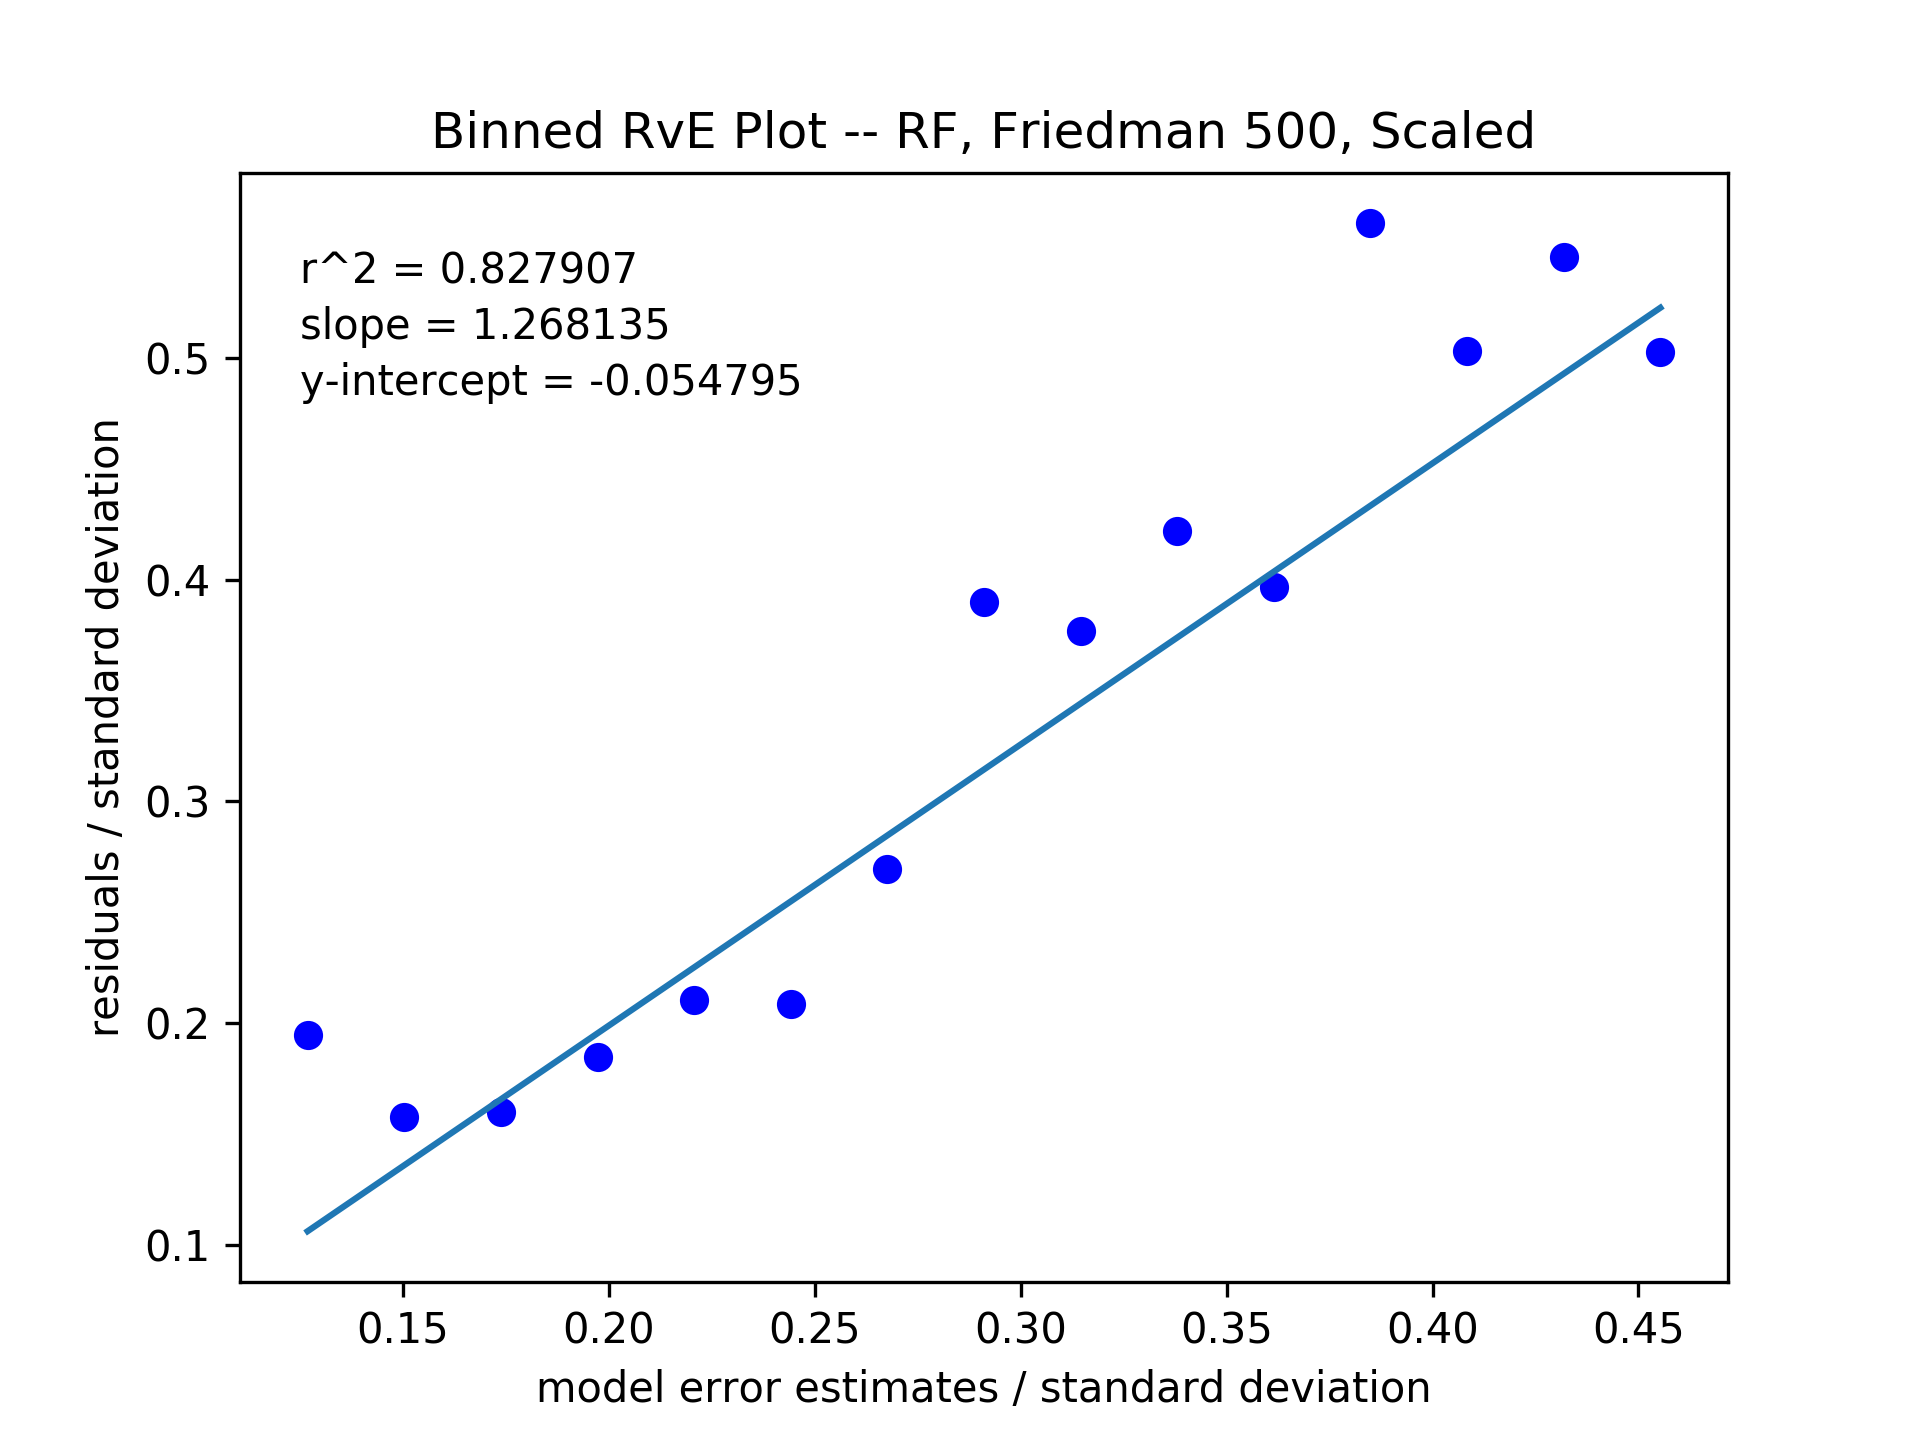 Binned RvE Plot -- RF, Friedman 500, Scaled
r^2 = 0.827907
slope = 1.268135
y-intercept = -0.054795
residuals / standard deviation
0.5
0.4
0.3
0.2
0.1
0.15 0.20 0.25 0.30 0.35 0.40 0.45
model error estimates / standard deviation